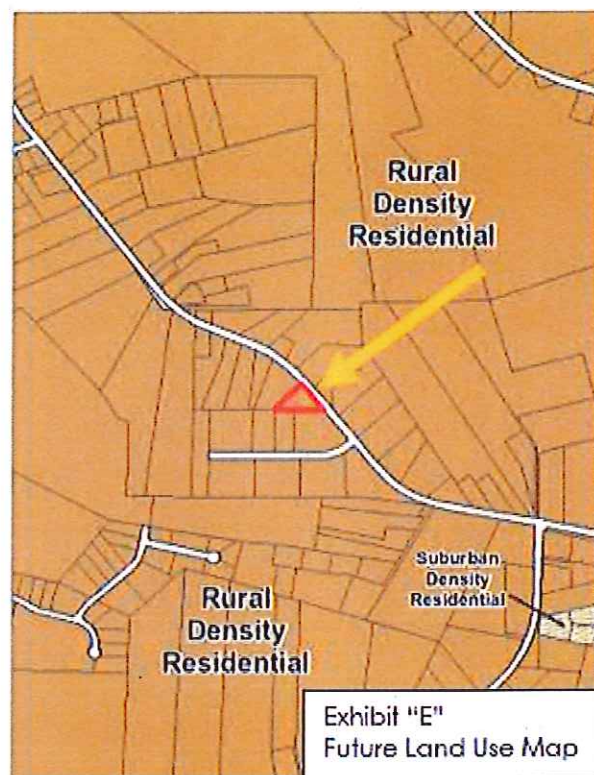 Rural
Density
Residential
Suburban
Density
Residential
Rural
Density
Residential
Exhibit "E"
Future Land Use Map